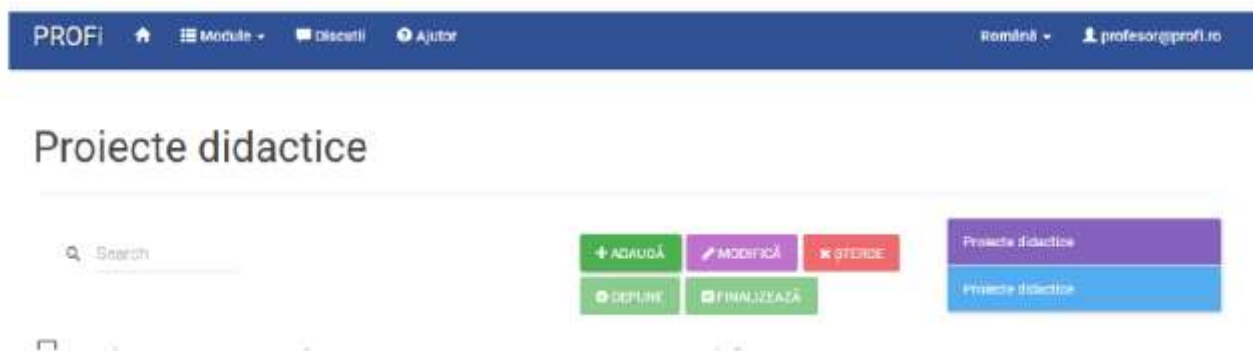 PROFi Module Discutii Ajutor Română profesor@profi.ro
Proiecte didactice
Search
ADAUGĂ MODIFICĂ ȘTERGE
DEPUNE FINALIZEAZĂ
Proiecte didactice
Proiecte didactice